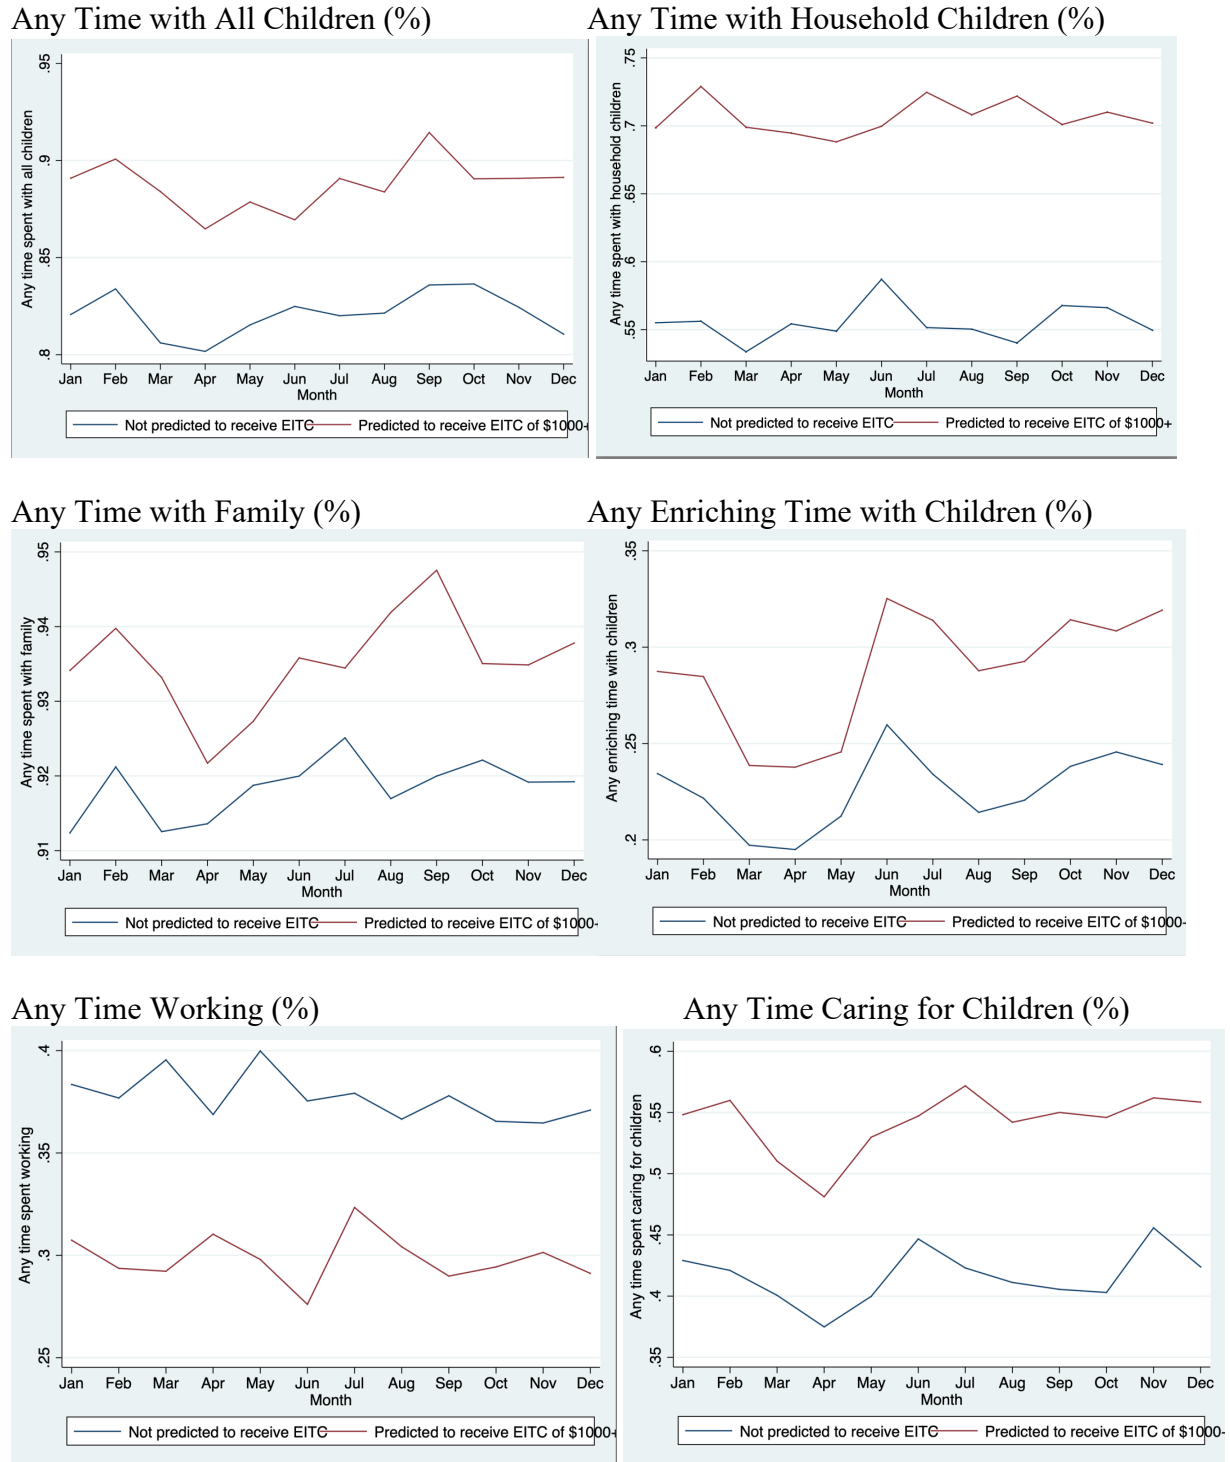 Any Time with All Children (%)
Any time spent with all children
.95
.9
.85
.8
Jan Feb Mar Apr May Jun Jul Aug Sep Oct Nov Dec
Month
Not predicted to receive EITC Predicted to receive EITC of $1000+
Any Time with Household Children (%)
Any time spent with household children
.75
.7
.65
.6
.55
Jan Feb Mar Apr May Jun Jul Aug Sep Oct Nov Dec
Month
Not predicted to receive EITC Predicted to receive EITC of $1000+
Any Time with Family (%)
Any time spent with family
.95
.94
.93
.92
.91
Jan Feb Mar Apr May Jun Jul Aug Sep Oct Nov Dec
Month
Not predicted to receive EITC Predicted to receive EITC of $1000-
Any Enriching Time with Children (%)
Any enriching time with children
.35
.3
.25
.2
Jan Feb Mar Apr May Jun Jul Aug Sep Oct Nov Dec
Month
Not predicted to receive EITC Predicted to receive EITC of $1000-
Any Time Working (%)
Any time spent working
.4
.35
.3
.25
Jan Feb Mar Apr May Jun Jul Aug Sep Oct Nov Dec
Month
Not predicted to receive EITC Predicted to receive EITC of $1000+
Any Time Caring for Children (%)
Any time spent caring for children
.6
.55
.5
.45
.4
.35
Jan Feb Mar Apr May Jun Jul Aug Sep Oct Nov Dec
Month
Not predicted to receive EITC Predicted to receive EITC of $1000-